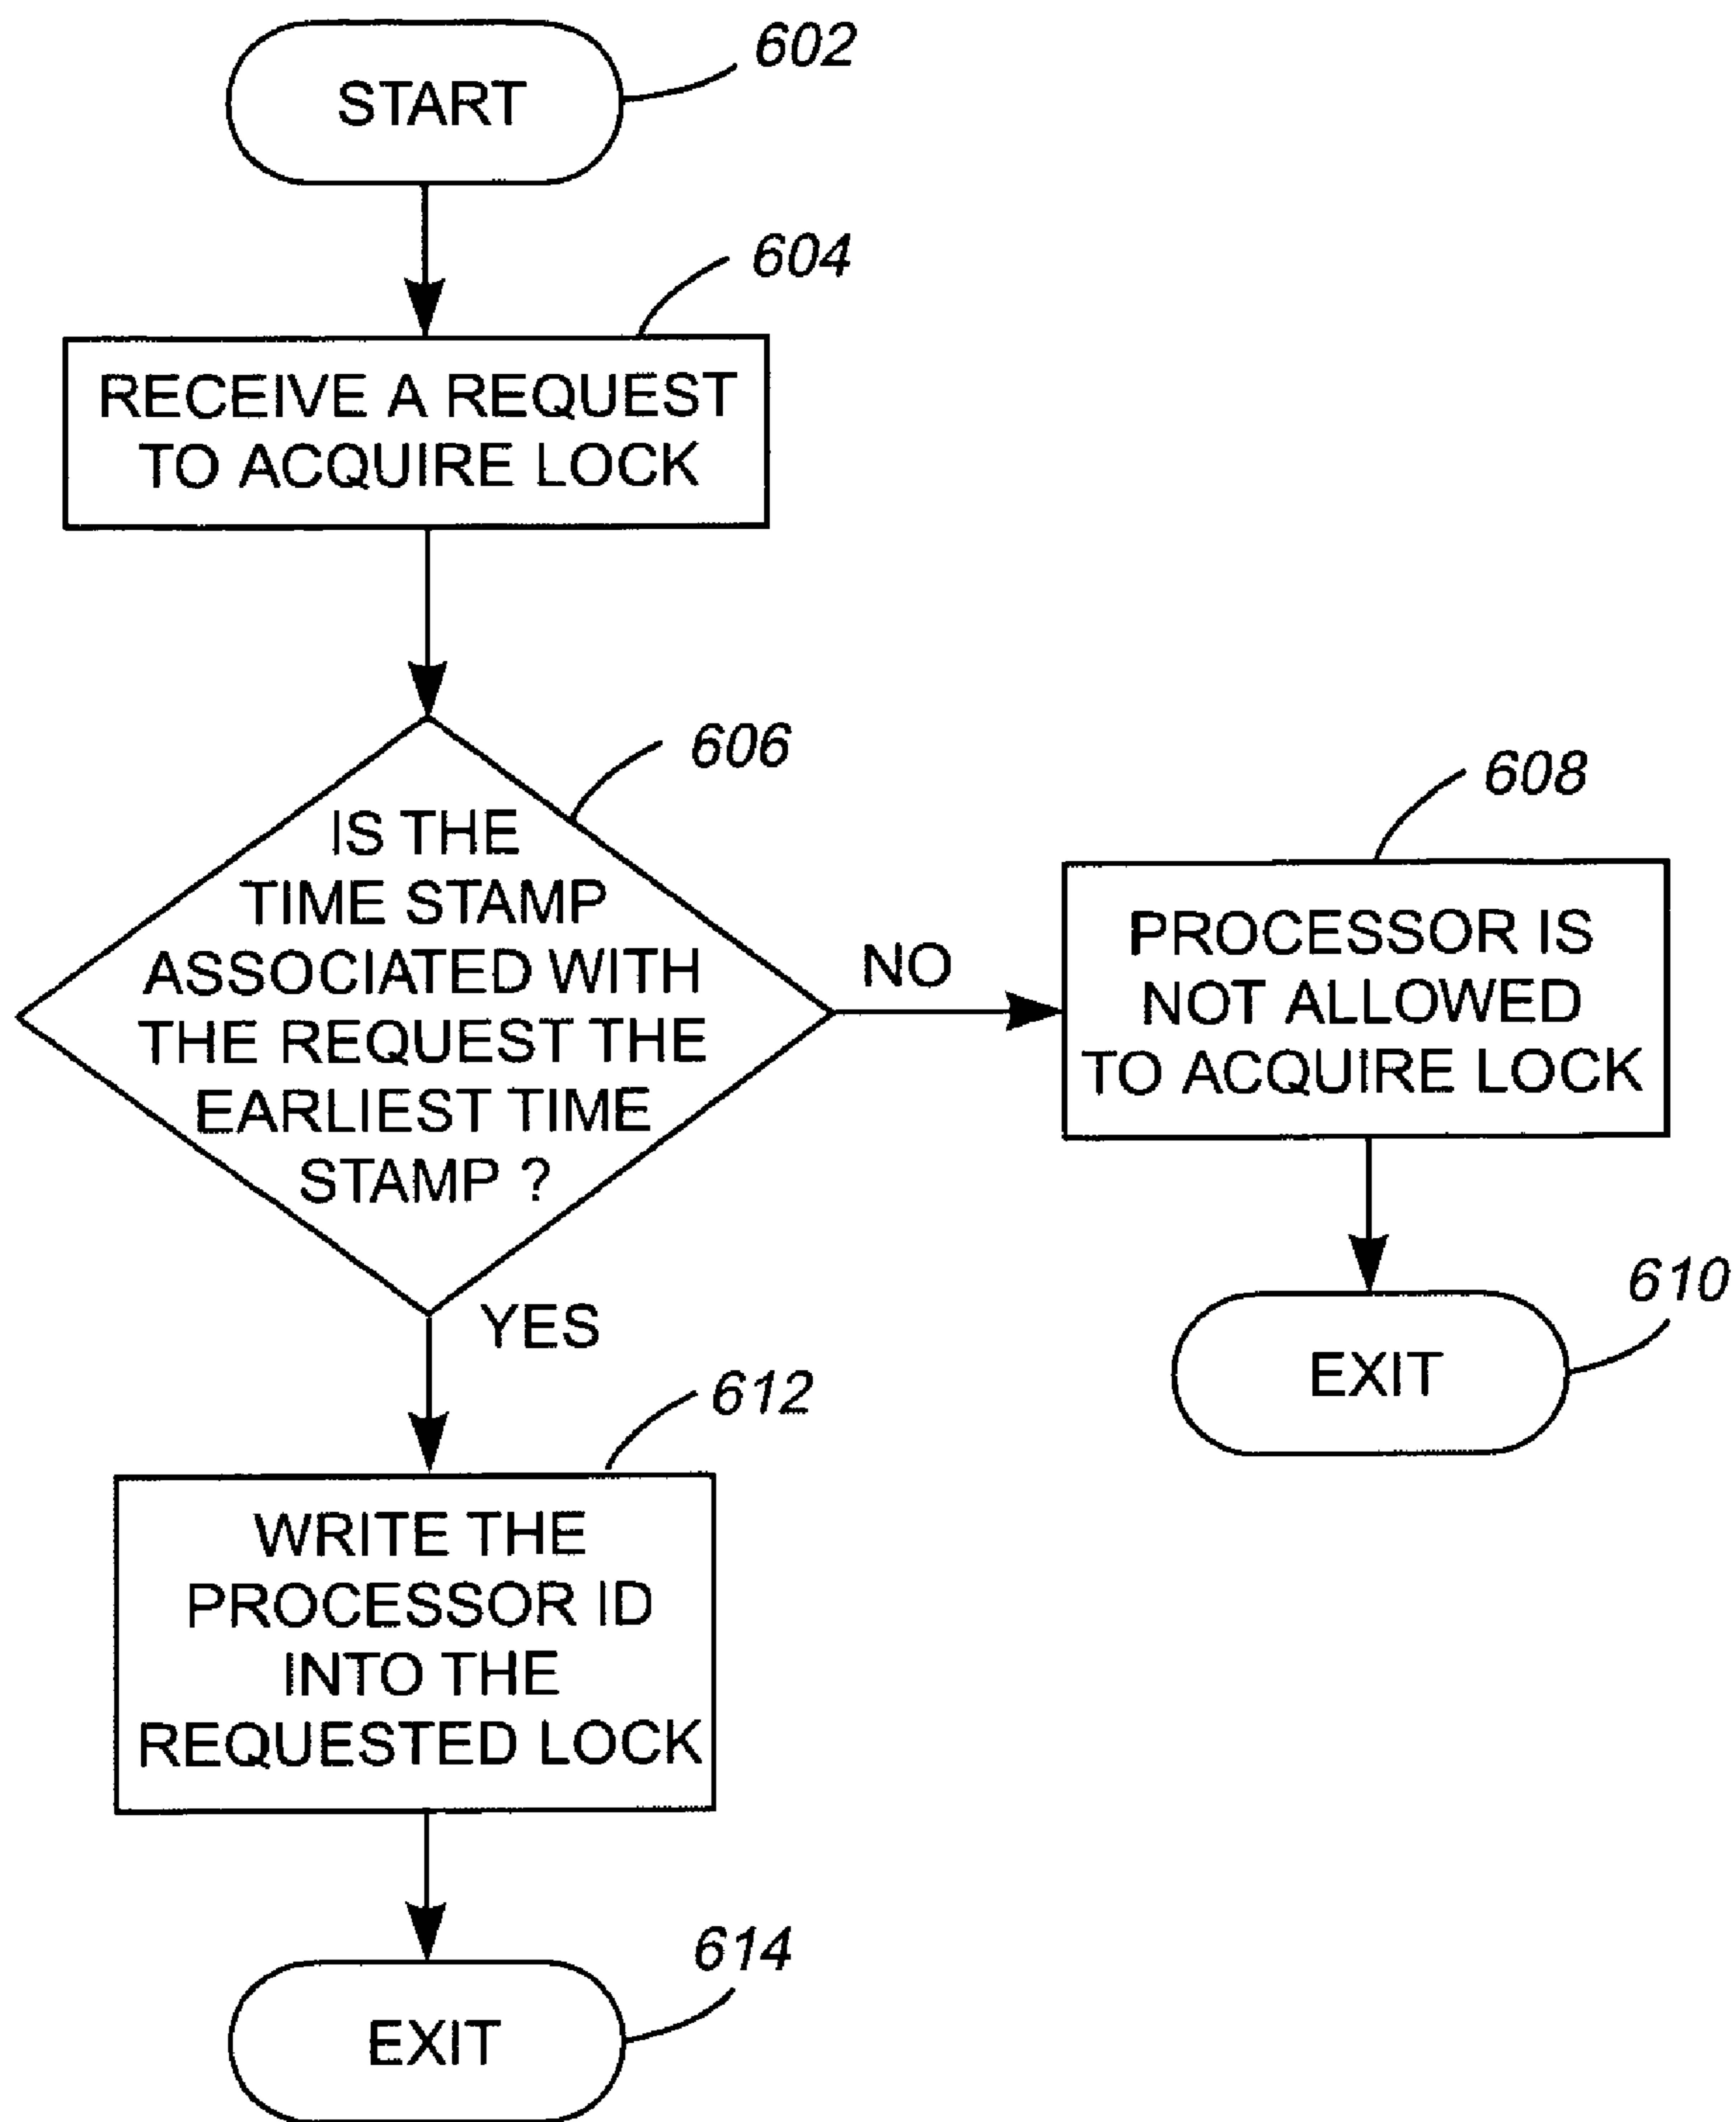 602
START
604
RECEIVE A REQUEST
TO ACQUIRE LOCK
606
IS THE
TIME STAMP
ASSOCIATED WITH
THE REQUEST THE
EARLIEST TIME
STAMP ?
NO
608
PROCESSOR IS
NOT ALLOWED
TO ACQUIRE LOCK
610
EXIT
YES
612
WRITE THE
PROCESSOR ID
INTO THE
REQUESTED LOCK
614
EXIT